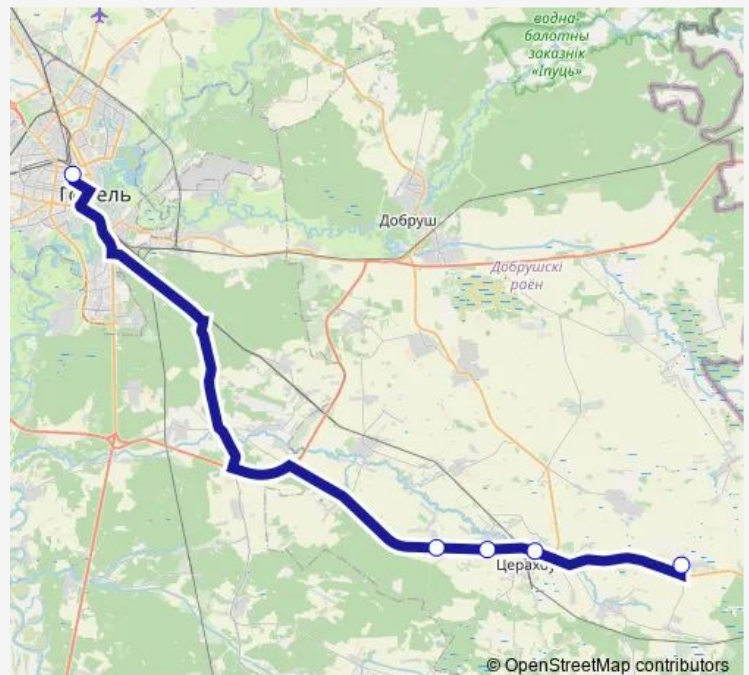 водна-
балотны
заказнік
«Іпуць»
Добруш
Добрушскі
раён
© OpenStreetMap contributors